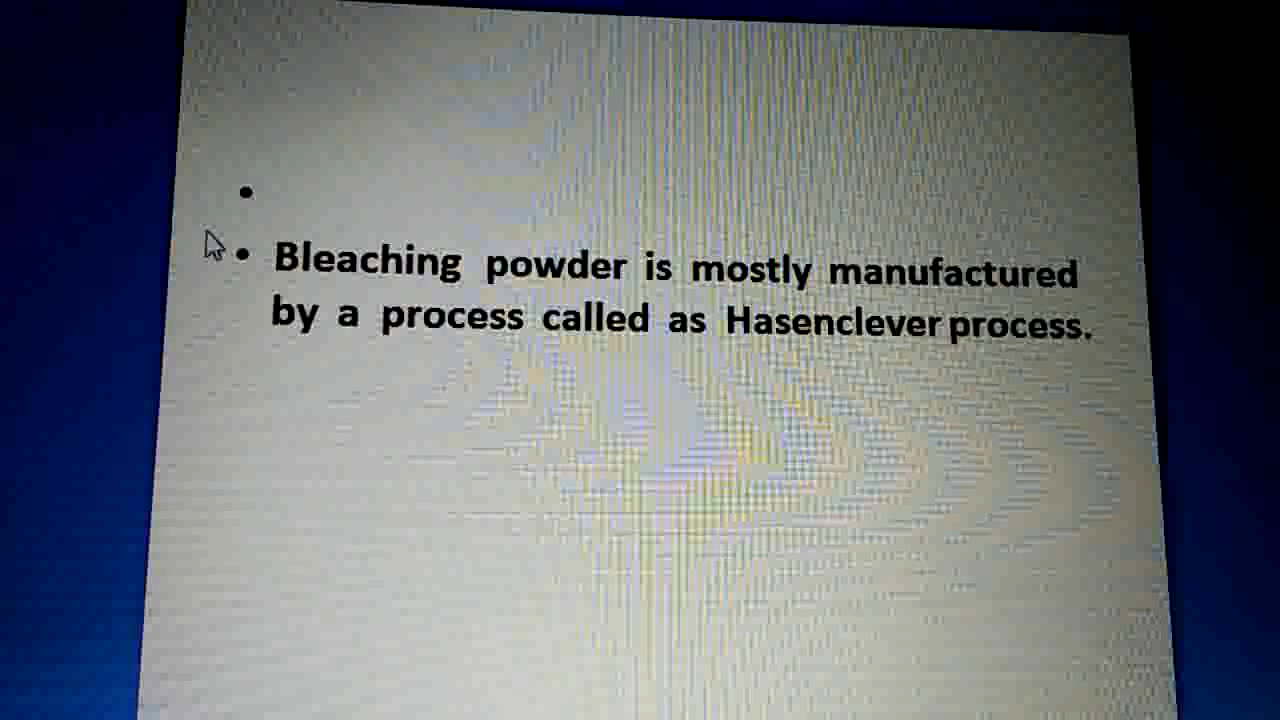 •
• Bleaching powder is mostly manufactured
by a process called as Hasenclever process.